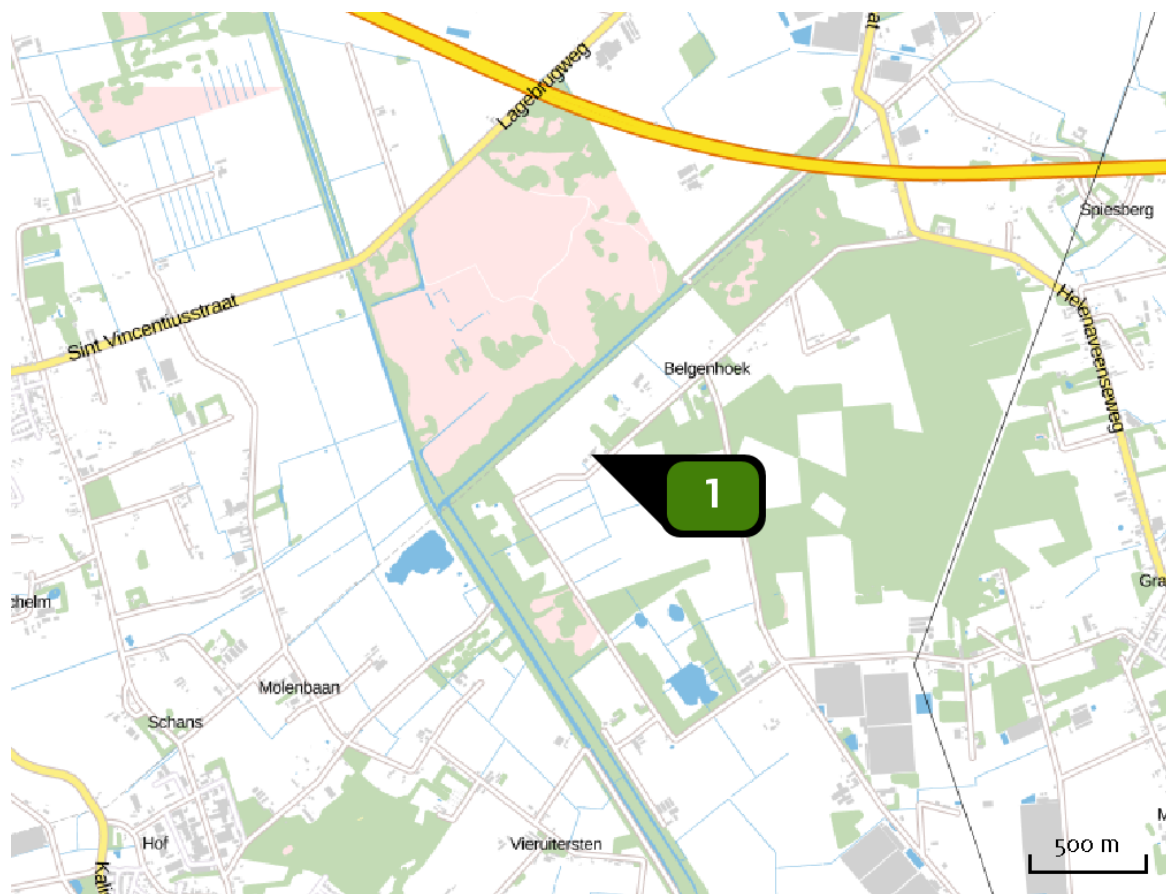 Lagebrugweg
Spiesberg
Sint Vincentiusstraat
Helenaveenseweg
Belgenhoek
1
Molenbaan
Schans
Hof
Vieruitersten
500 m